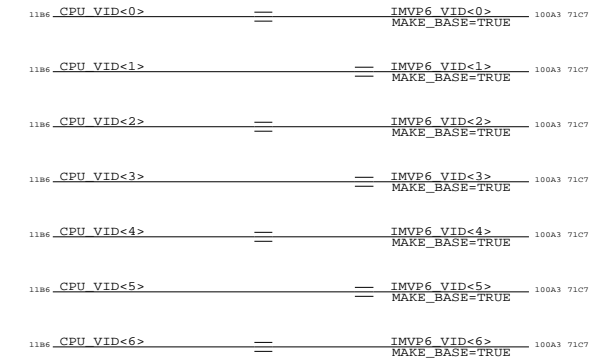 11B6 CPU_VID<0> IMVP6_VID<0> 100A3 71C7
MAKE_BASE=TRUE
11B6 CPU_VID<1> IMVP6_VID<1> 100A3 71C7
MAKE_BASE=TRUE
11B6 CPU_VID<2> IMVP6_VID<2> 100A3 71C7
MAKE_BASE=TRUE
11B6 CPU_VID<3> IMVP6_VID<3> 100A3 71C7
MAKE_BASE=TRUE
11B6 CPU_VID<4> IMVP6_VID<4> 100A3 71C7
MAKE_BASE=TRUE
11B6 CPU_VID<5> IMVP6_VID<5> 100A3 71C7
MAKE_BASE=TRUE
11B6 CPU_VID<6> IMVP6_VID<6> 100A3 71C7
MAKE_BASE=TRUE